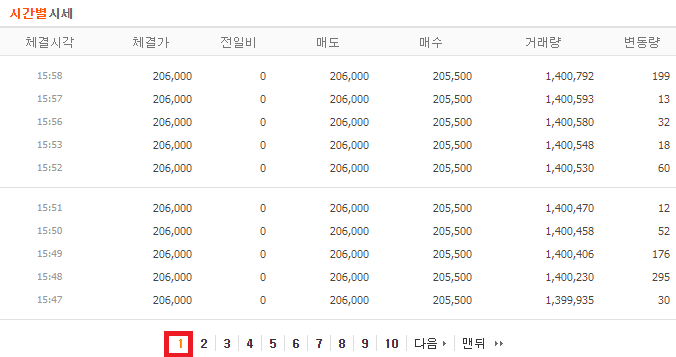 시간별시세
체결시각 체결가 전일비 매도 매수 거래량 변동량
15:58 206,000 0 206,000 205,500 1,400,792 199
15:57 206,000 0 206,000 205,500 1,400,593 13
15:56 206,000 0 206,000 205,500 1,400,580 32
15:53 206,000 0 206,000 205,500 1,400,548 18
15:52 206,000 0 206,000 205,500 1,400,530 60
15:51 206,000 0 206,000 205,500 1,400,470 12
15:50 206,000 0 206,000 205,500 1,400,458 52
15:49 206,000 0 206,000 205,500 1,400,406 176
15:48 206,000 0 206,000 205,500 1,400,230 295
15:47 206,000 0 206,000 205,500 1,399,935 30
1 2 3 4 5 6 7 8 9 10 다음 맨뒤